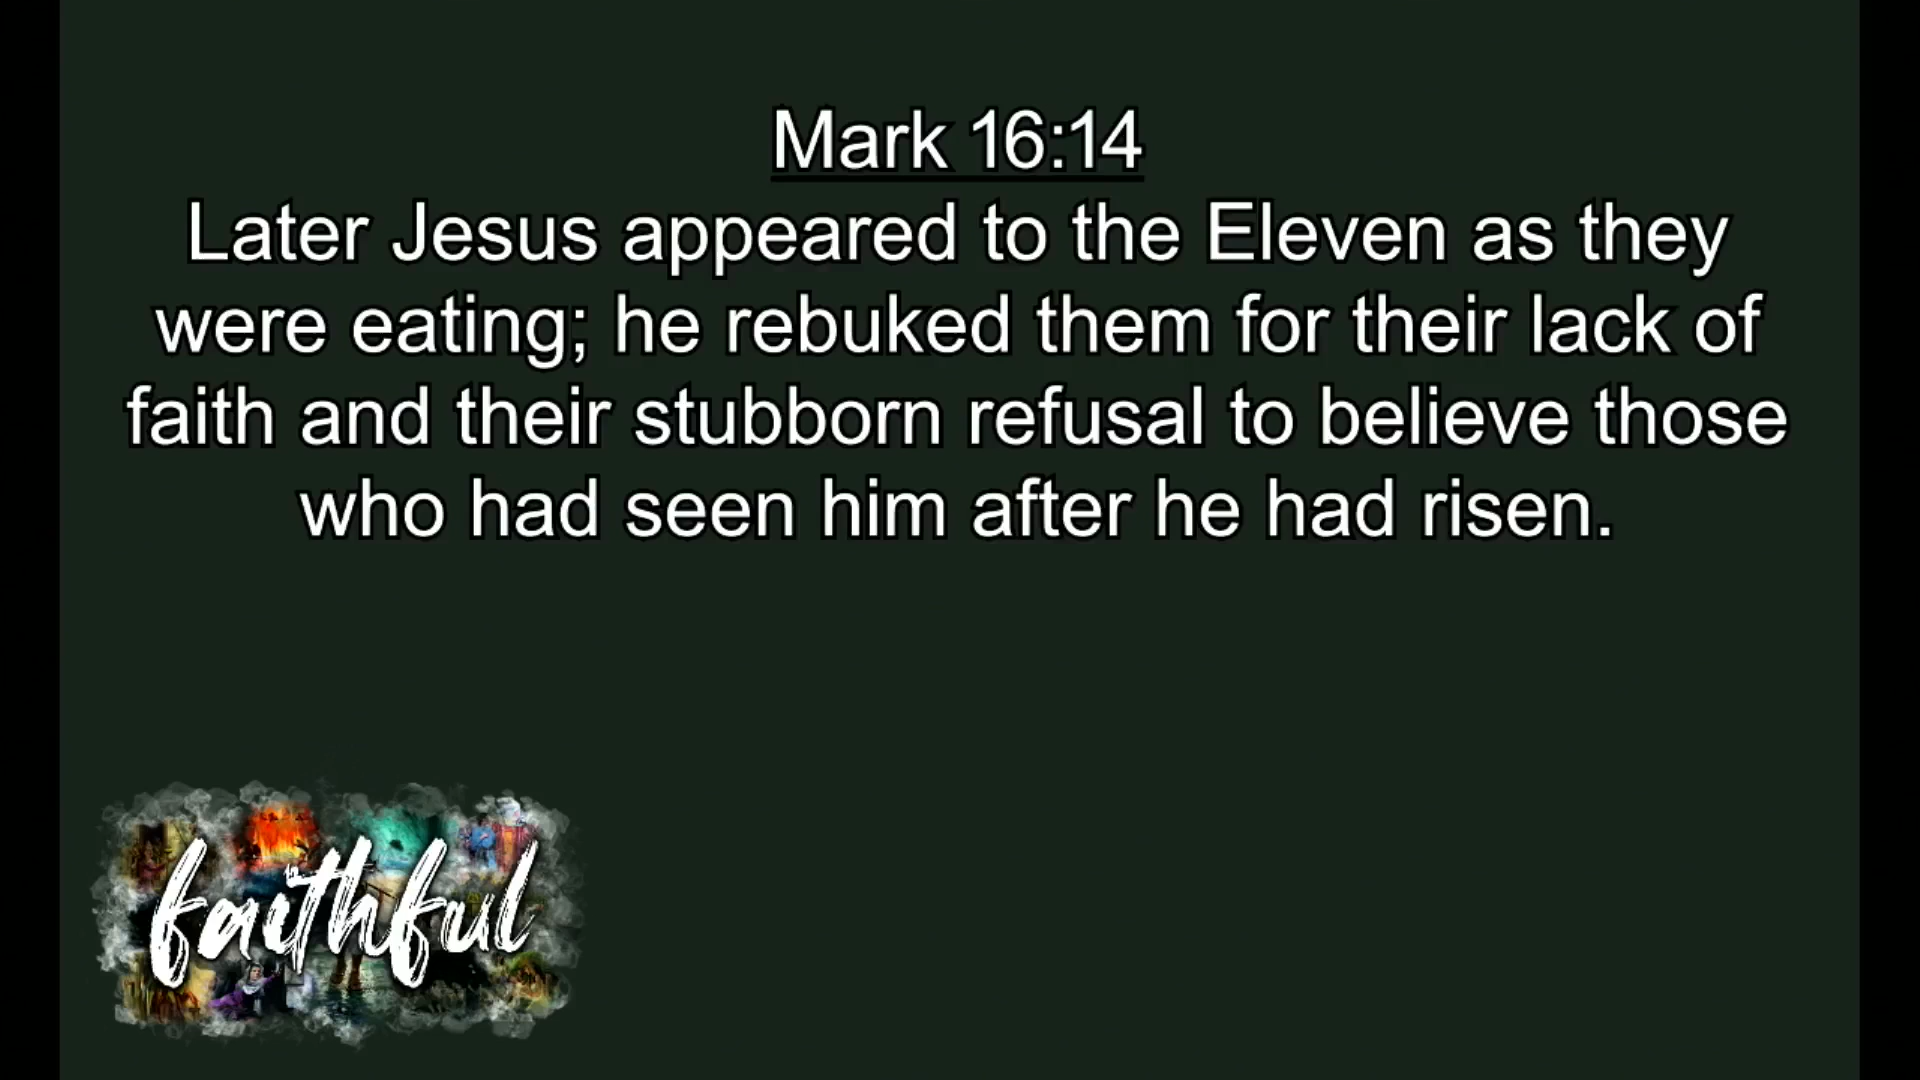 Mark 16:14
Later Jesus appeared to the Eleven as they
were eating; he rebuked them for their lack of
faith and their stubborn refusal to believe those
who had seen him after he had risen.
faithful